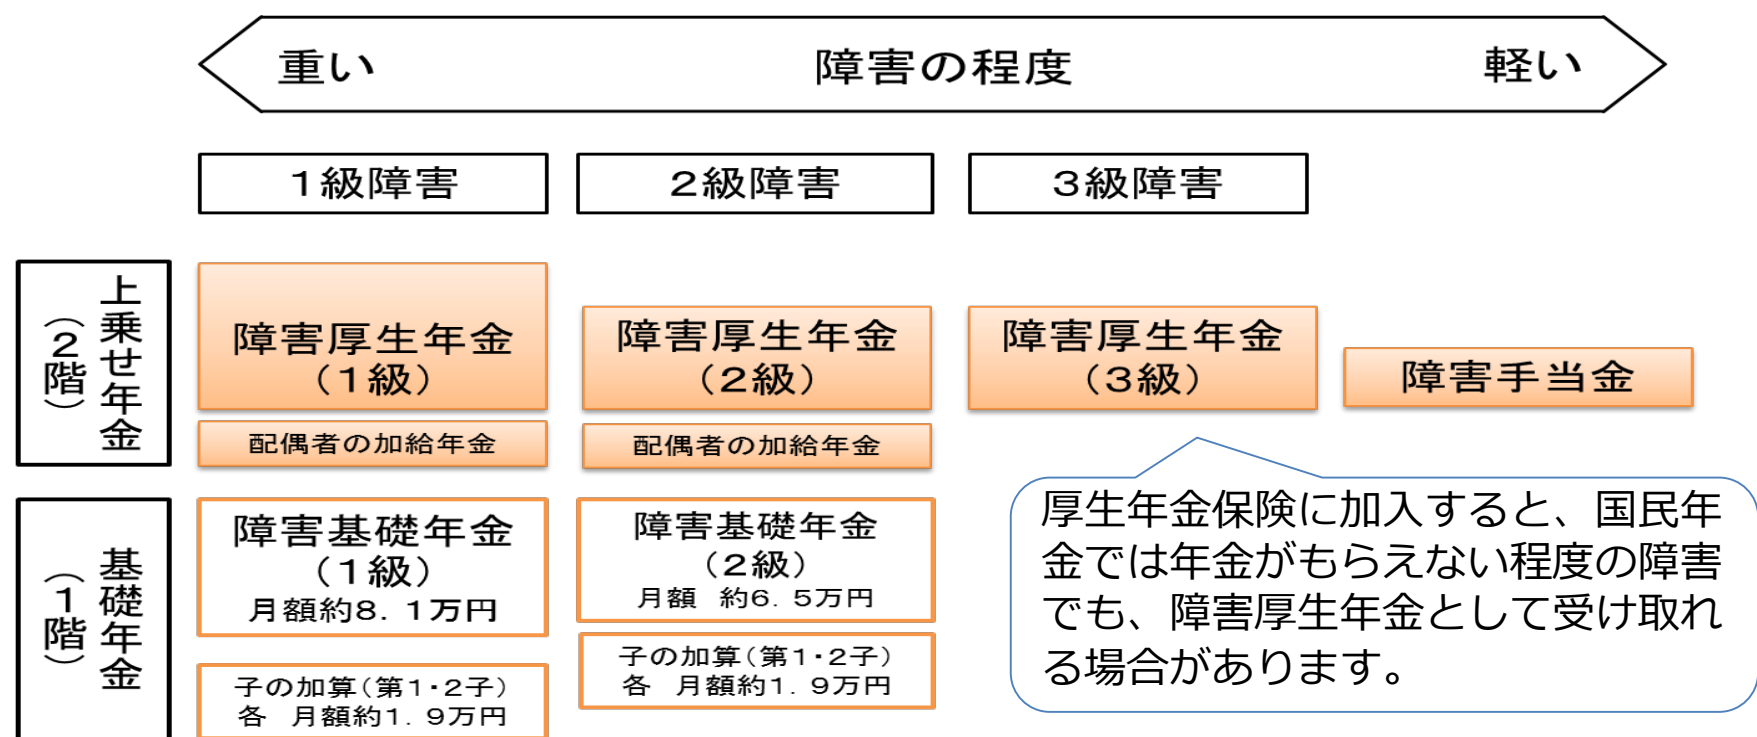 重い 障害の程度 軽い
1級障害 2級障害 3級障害
上乗せ年金
(2階)
障害厚生年金
(1級)
障害厚生年金
(2級)
障害厚生年金
(3級)
障害手当金
配偶者の加給年金
配偶者の加給年金
基礎年金
(1階)
障害基礎年金
(1級)
月額約8.1万円
障害基礎年金
(2級)
月額 約6.5万円
子の加算(第1・2子)
各 月額約1.9万円
子の加算(第1・2子)
各 月額約1.9万円
厚生年金保険に加入すると、国民年
金では年金がもらえない程度の障害
でも、障害厚生年金として受け取れ
る場合があります。